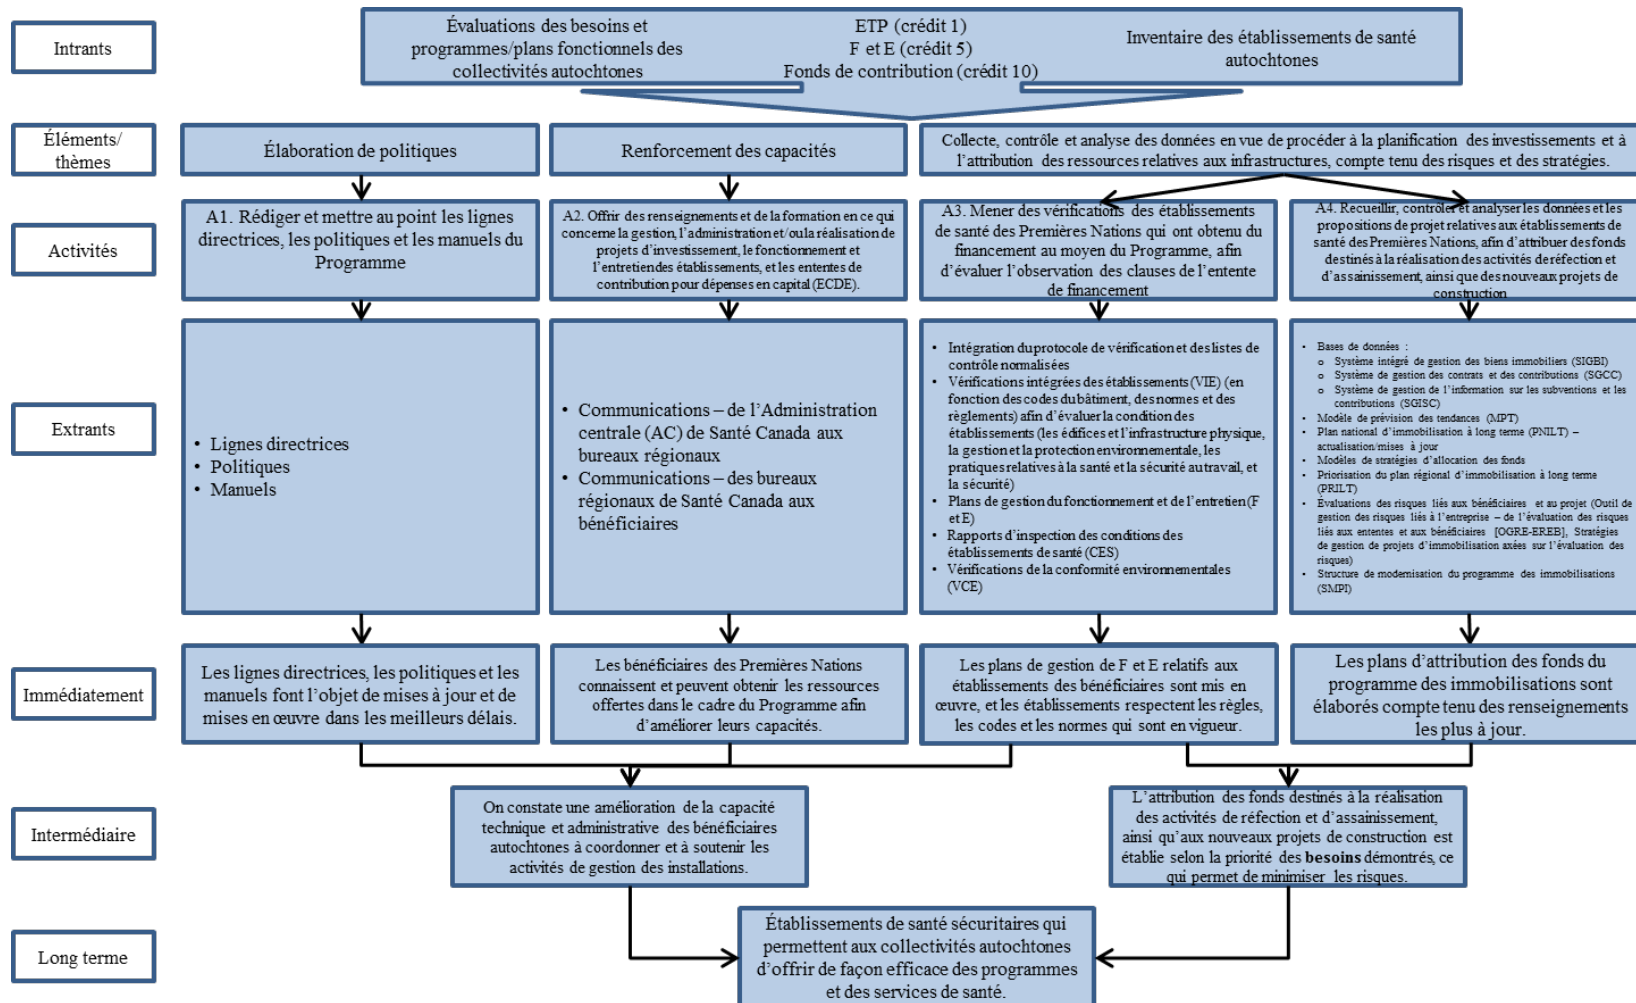 Intrants
Évaluations des besoins et
programmes/plans fonctionnels des
collectivités autochtones
ETP (crédit 1)
F et E (crédit 5)
Fonds de contribution (crédit 10)
Inventaire des établissements de santé
autochtones
Éléments/
thèmes
Élaboration de politiques
Renforcement des capacités
Collecte, contrôle et analyse des données en vue de procéder à la planification des investissements et à
l'attribution des ressources relatives aux infrastructures, compte tenu des risques et des stratégies.
Activités
A1. Rédiger et mettre au point les lignes
directrices, les politiques et les manuels du
Programme
A2. Offrir des renseignements et de la formation en ce qui
concerne la gestion, l'administration et/ou la réalisation de
projets d'investissement, le fonctionnement et
l'entretien des établissements, et les ententes de
contribution pour dépenses en capital (ECDE).
A3. Mener des vérifications des établissements
de santé des Premières Nations qui ont obtenu du
financement au moyen du Programme, afin
d'évaluer l'observation des clauses de l'entente
de financement
A4. Recueillir, contrôler et analyser les données et les
propositions de projet relatives aux établissements de
santé des Premières Nations, afin d'attribuer des fonds
destinés à la réalisation des activités de réfection et
d'assainissement, ainsi que des nouveaux projets de
construction
Extrants
• Lignes directrices
• Politiques
• Manuels
• Communications – de l'Administration
centrale (AC) de Santé Canada aux
bureaux régionaux
• Communications – des bureaux
régionaux de Santé Canada aux
bénéficiaires
• Intégration du protocole de vérification et des listes de
contrôle normalisées
• Vérifications intégrées des établissements (VIE) (en
fonction des codes du bâtiment, des normes et des
règlements) afin d'évaluer la condition des
établissements (les édifices et l'infrastructure physique,
la gestion et la protection environnementale, les
pratiques relatives à la santé et la sécurité au travail, et
la sécurité)
• Plans de gestion du fonctionnement et de l'entretien (F
et E)
• Rapports d'inspection des conditions des
établissements de santé (CES)
• Vérifications de la conformité environnementales
(VCE)
• Bases de données :
o Système intégré de gestion des biens immobiliers (SIGBI)
o Système de gestion des contrats et des contributions (SGCC)
o Système de gestion de l'information sur les subventions et les
contributions (SGISC)
• Modèle de prévision des tendances (MPT)
• Plan national d'immobilisation à long terme (PNILT) –
actualisation/mises à jour
• Modèles de stratégies d'allocation des fonds
• Priorisation du plan régional d'immobilisation à long terme
(PRILT)
• Évaluations des risques liés aux bénéficiaires et au projet (Outil de
gestion des risques liés à l'entreprise – de l'évaluation des risques
liés aux ententes et aux bénéficiaires [OGRE-EREB], Stratégies
de gestion de projets d'immobilisation axées sur l'évaluation des
risques)
• Structure de modernisation du programme des immobilisations
(SMPI)
Immédiatement
Les lignes directrices, les politiques et les
manuels font l'objet de mises à jour et de
mises en œuvre dans les meilleurs délais.
Les bénéficiaires des Premières Nations
connaissent et peuvent obtenir les ressources
offertes dans le cadre du Programme afin
d'améliorer leurs capacités.
Les plans de gestion de F et E relatifs aux
établissements des bénéficiaires sont mis en
œuvre, et les établissements respectent les règles,
les codes et les normes qui sont en vigueur.
Les plans d'attribution des fonds du
programme des immobilisations sont
élaborés compte tenu des renseignements
les plus à jour.
Intermédiaire
On constate une amélioration de la capacité
technique et administrative des bénéficiaires
autochtones à coordonner et à soutenir les
activités de gestion des installations.
L'attribution des fonds destinés à la réalisation
des activités de réfection et d'assainissement,
ainsi qu'aux nouveaux projets de construction est
établie selon la priorité des besoins démontrés, ce
qui permet de minimiser les risques.
Long terme
Établissements de santé sécuritaires qui
permettent aux collectivités autochtones
d'offrir de façon efficace des programmes
et des services de santé.